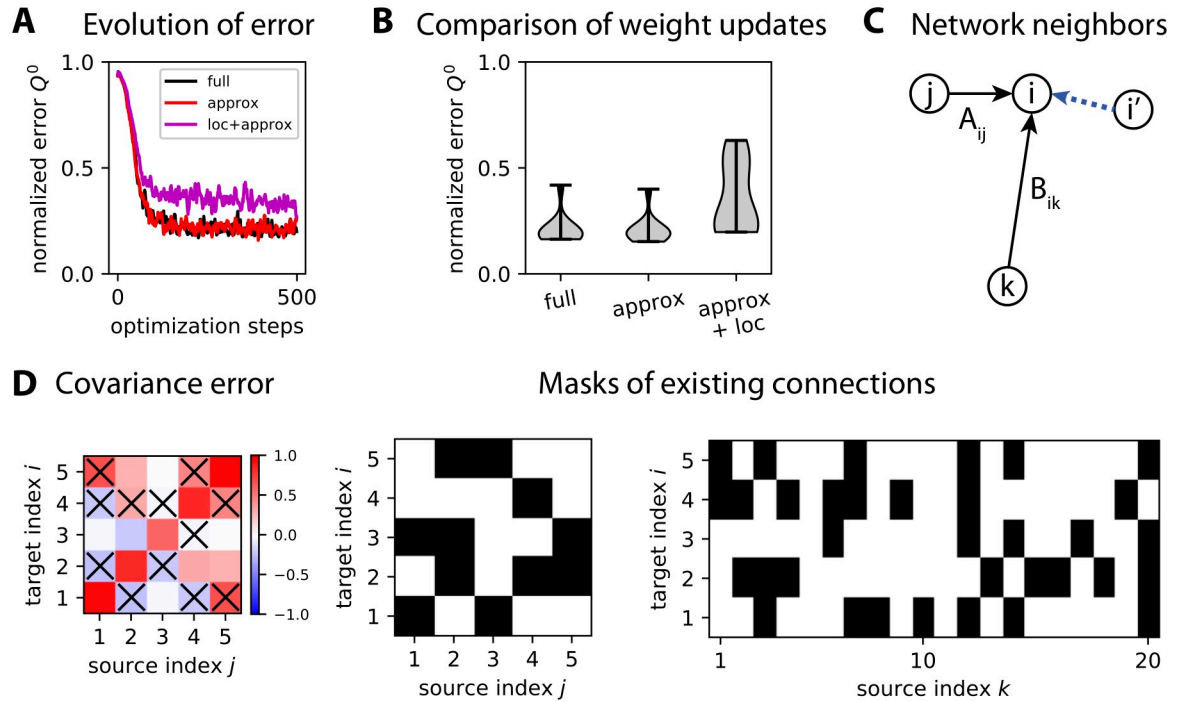 A Evolution of error
normalized error Q⁰
1.0
0.5
0.0
full
approx
loc+approx
0 500
optimization steps
B Comparison of weight updates
normalized error Q⁰
1.0
0.5
0.0
full approx approx
+ loc
C Network neighbors
j i i′
A_ij
B_ik
k
D Covariance error
target index i
5
4
3
2
1
1 2 3 4 5
source index j
1.0
0.5
0.0
−0.5
−1.0
Masks of existing connections
target index i
5
4
3
2
1
1 2 3 4 5
source index j
target index i
5
4
3
2
1
1 10 20
source index k